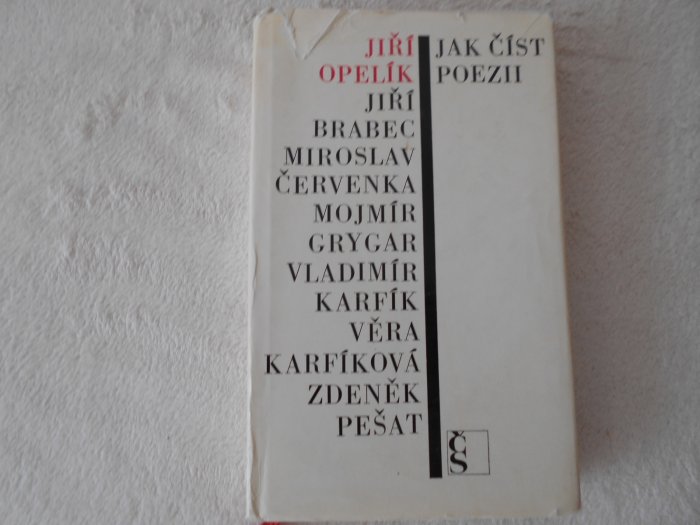 JIŘÍ
OPELÍK
JIŘÍ
BRABEC
MIROSLAV
ČERVENKA
MOJMÍR
GRYGAR
VLADIMÍR
KARFÍK
VĚRA
KARFÍKOVÁ
ZDENĚK
PEŠAT
JAK ČÍST
POEZII
ČS